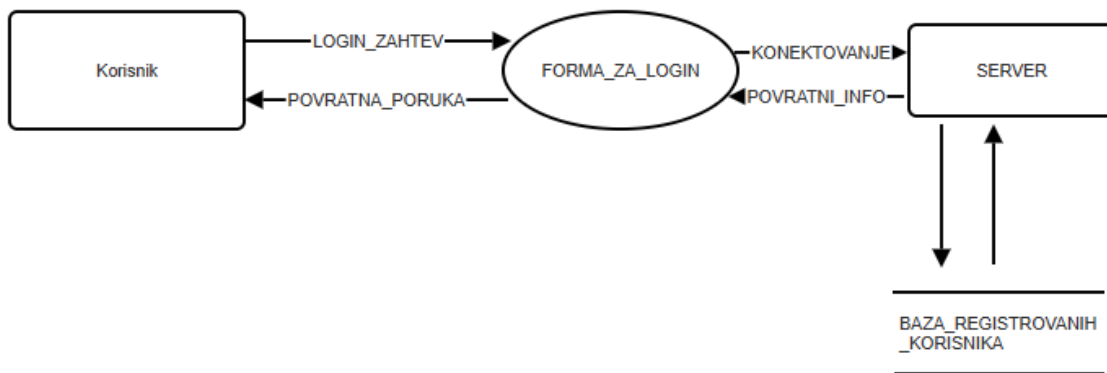 Korisnik
LOGIN_ZAHTEV
POVRATNA_PORUKA
FORMA_ZA_LOGIN
KONEKTOVANJE
POVRATNI_INFO
SERVER
BAZA_REGISTROVANIH
_KORISNIKA